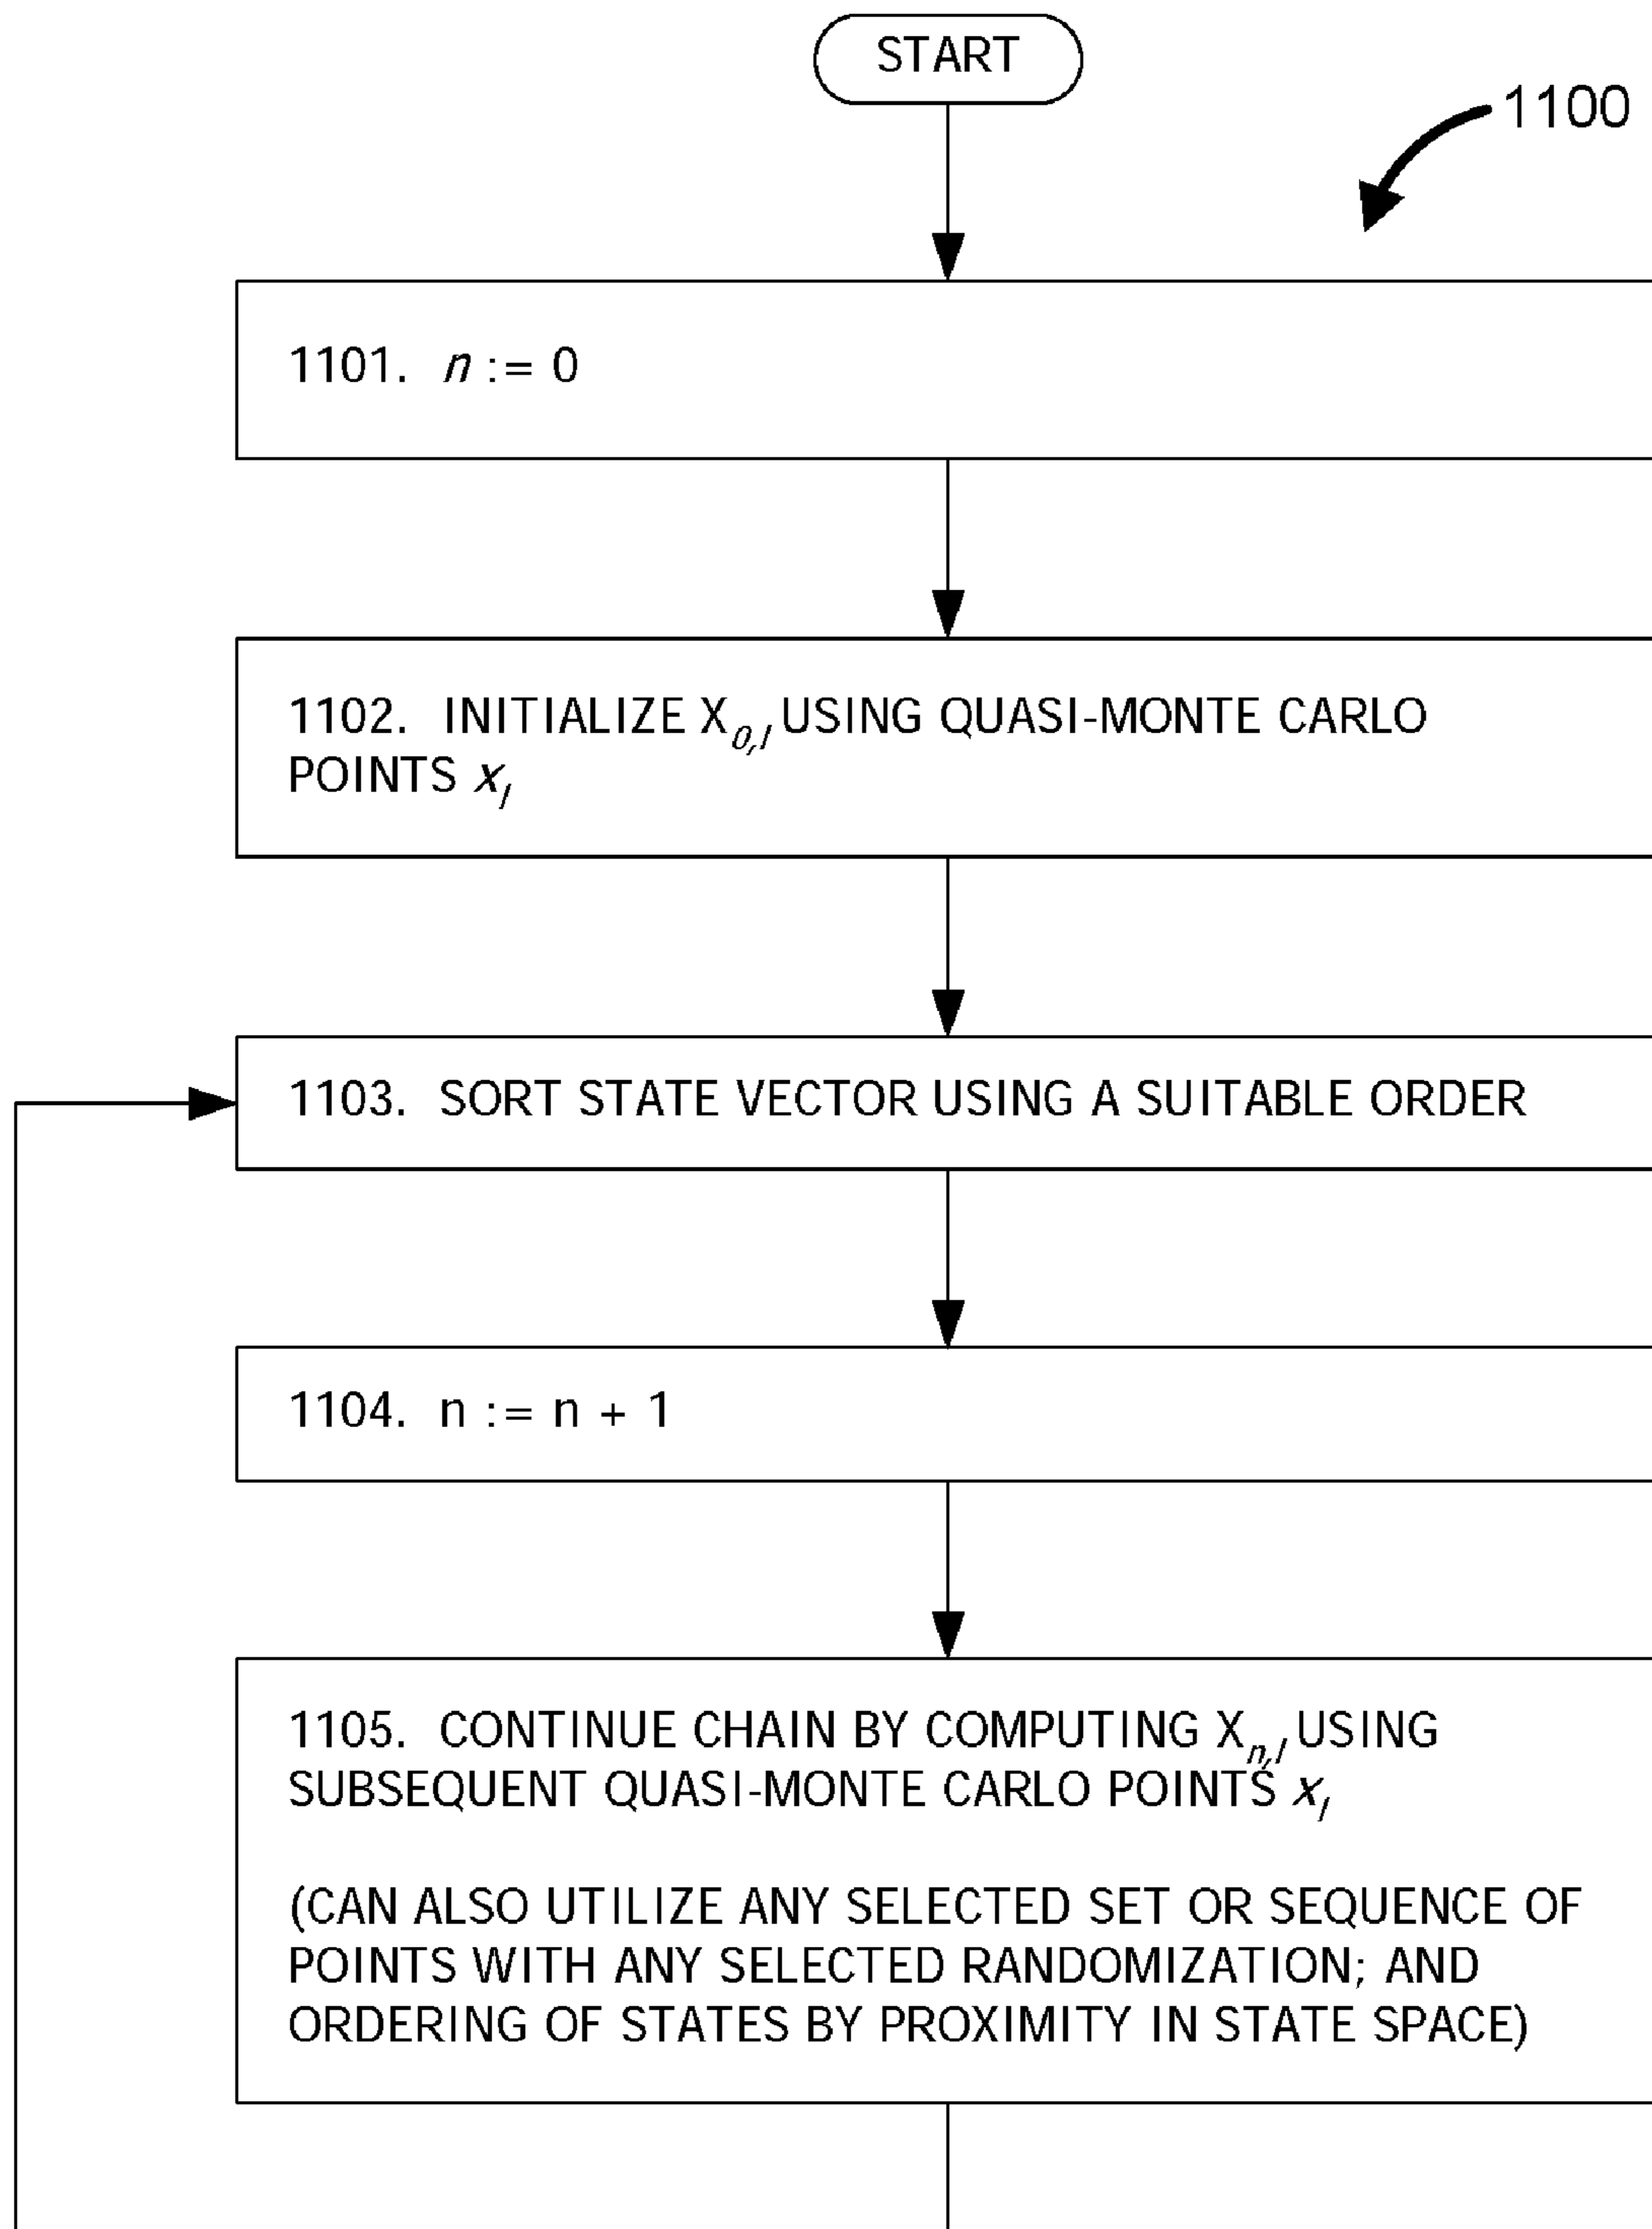 START
1100
1101. n := 0
1102. INITIALIZE X0,l USING QUASI-MONTE CARLO
POINTS xl
1103. SORT STATE VECTOR USING A SUITABLE ORDER
1104. n := n + 1
1105. CONTINUE CHAIN BY COMPUTING Xn,l USING
SUBSEQUENT QUASI-MONTE CARLO POINTS xl
(CAN ALSO UTILIZE ANY SELECTED SET OR SEQUENCE OF
POINTS WITH ANY SELECTED RANDOMIZATION; AND
ORDERING OF STATES BY PROXIMITY IN STATE SPACE)